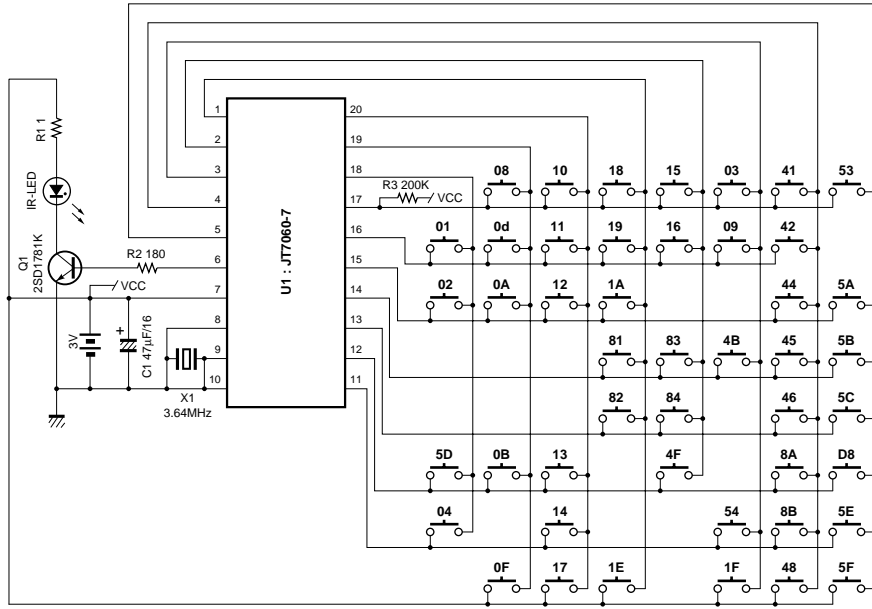 R1 1
IR-LED
Q1
2SD1781K
R2 180
VCC
3V
+
C1 47µF/16
X1
3.64MHz
U1 : JT7060-7
1
2
3
4
5
6
7
8
9
10
20
19
18
17
16
15
14
13
12
11
R3 200K
VCC
08 10 18 15 03 41 53
01 0d 11 19 16 09 42
02 0A 12 1A 44 5A
81 83 4B 45 5B
82 84 46 5C
5D 0B 13 4F 8A D8
04 14 54 8B 5E
0F 17 1E 1F 48 5F